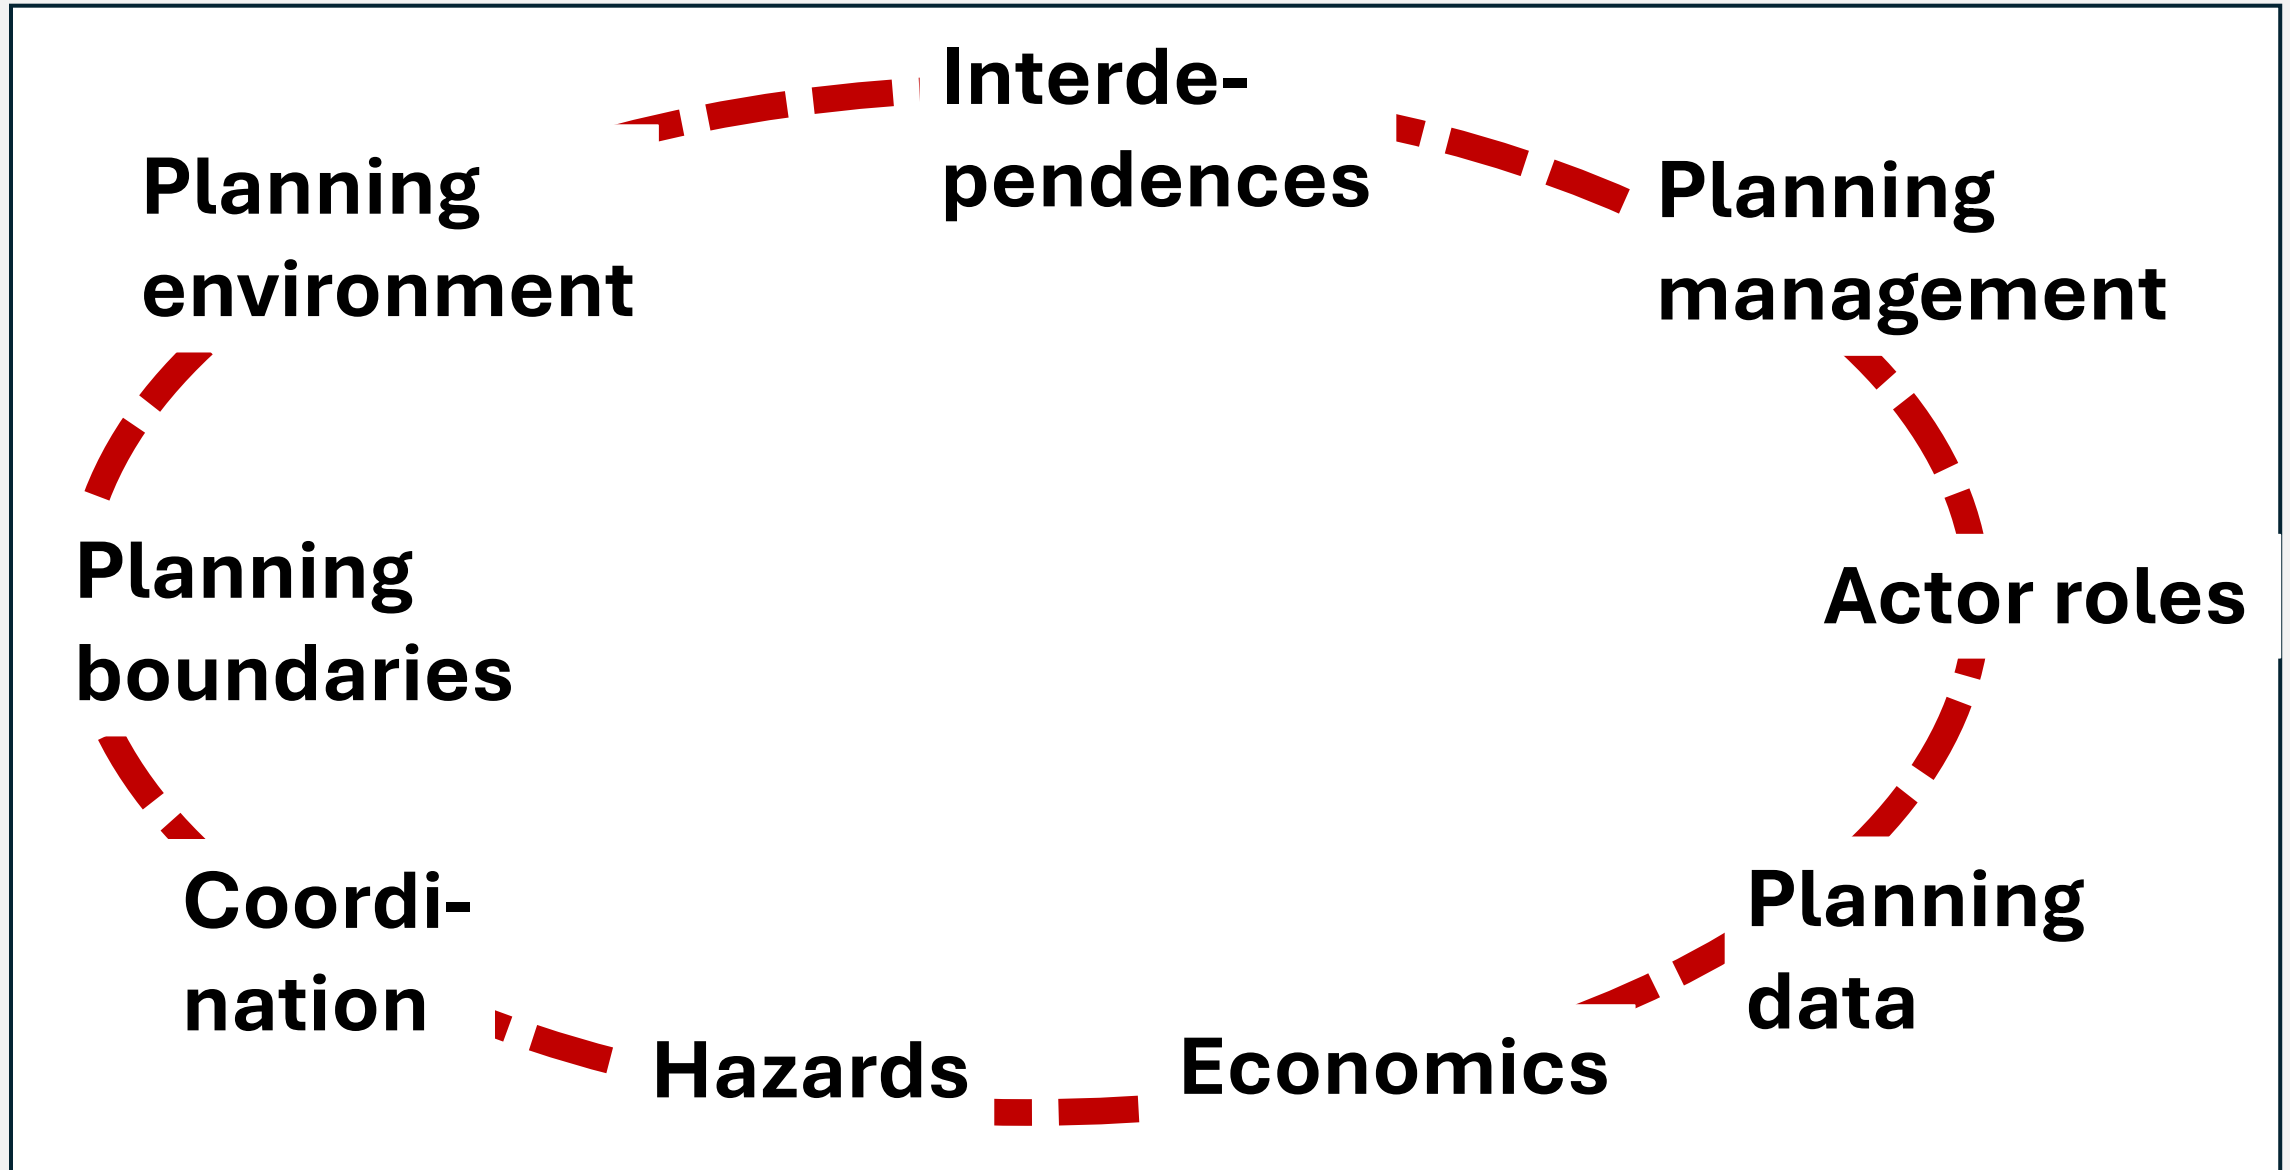 Interde-
pendences
Planning
environment
Planning
management
Planning
boundaries
Actor roles
Coordi-
nation
Planning
data
Hazards
Economics